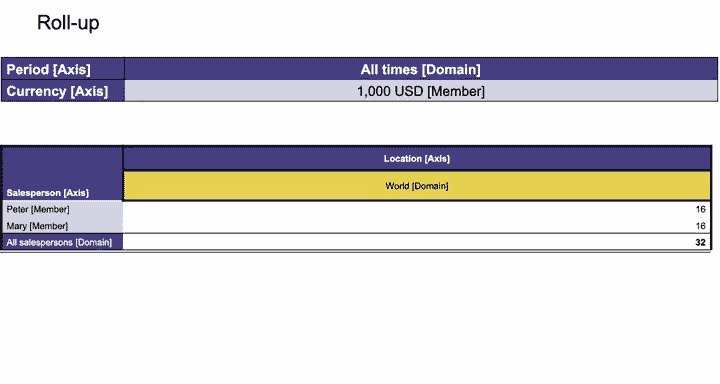 Roll-up
Period [Axis] All times [Domain]
Currency [Axis] 1,000 USD [Member]
Location [Axis]
Salesperson [Axis] World [Domain]
Peter [Member] 16
Mary [Member] 16
All salespersons [Domain] 32